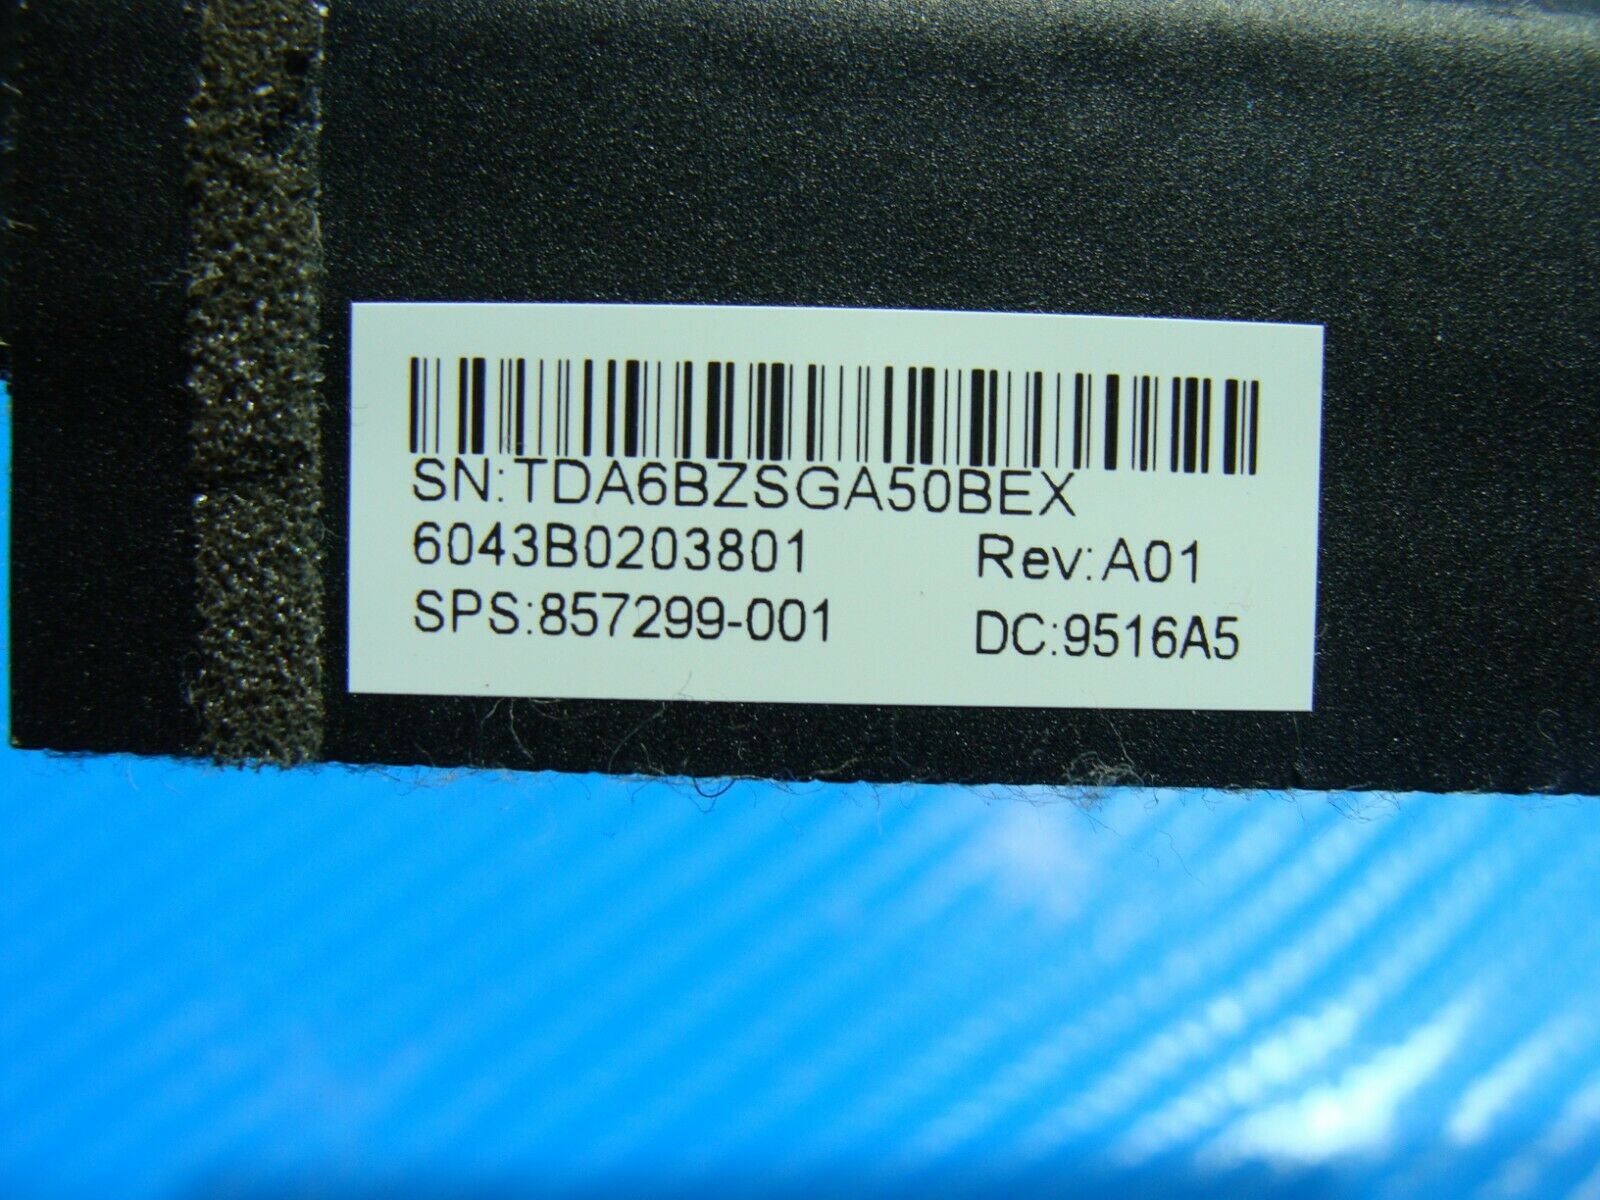 SN:TDA6BZSGA50BEX
6043B0203801 Rev:A01
SPS:857299-001 DC:9516A5